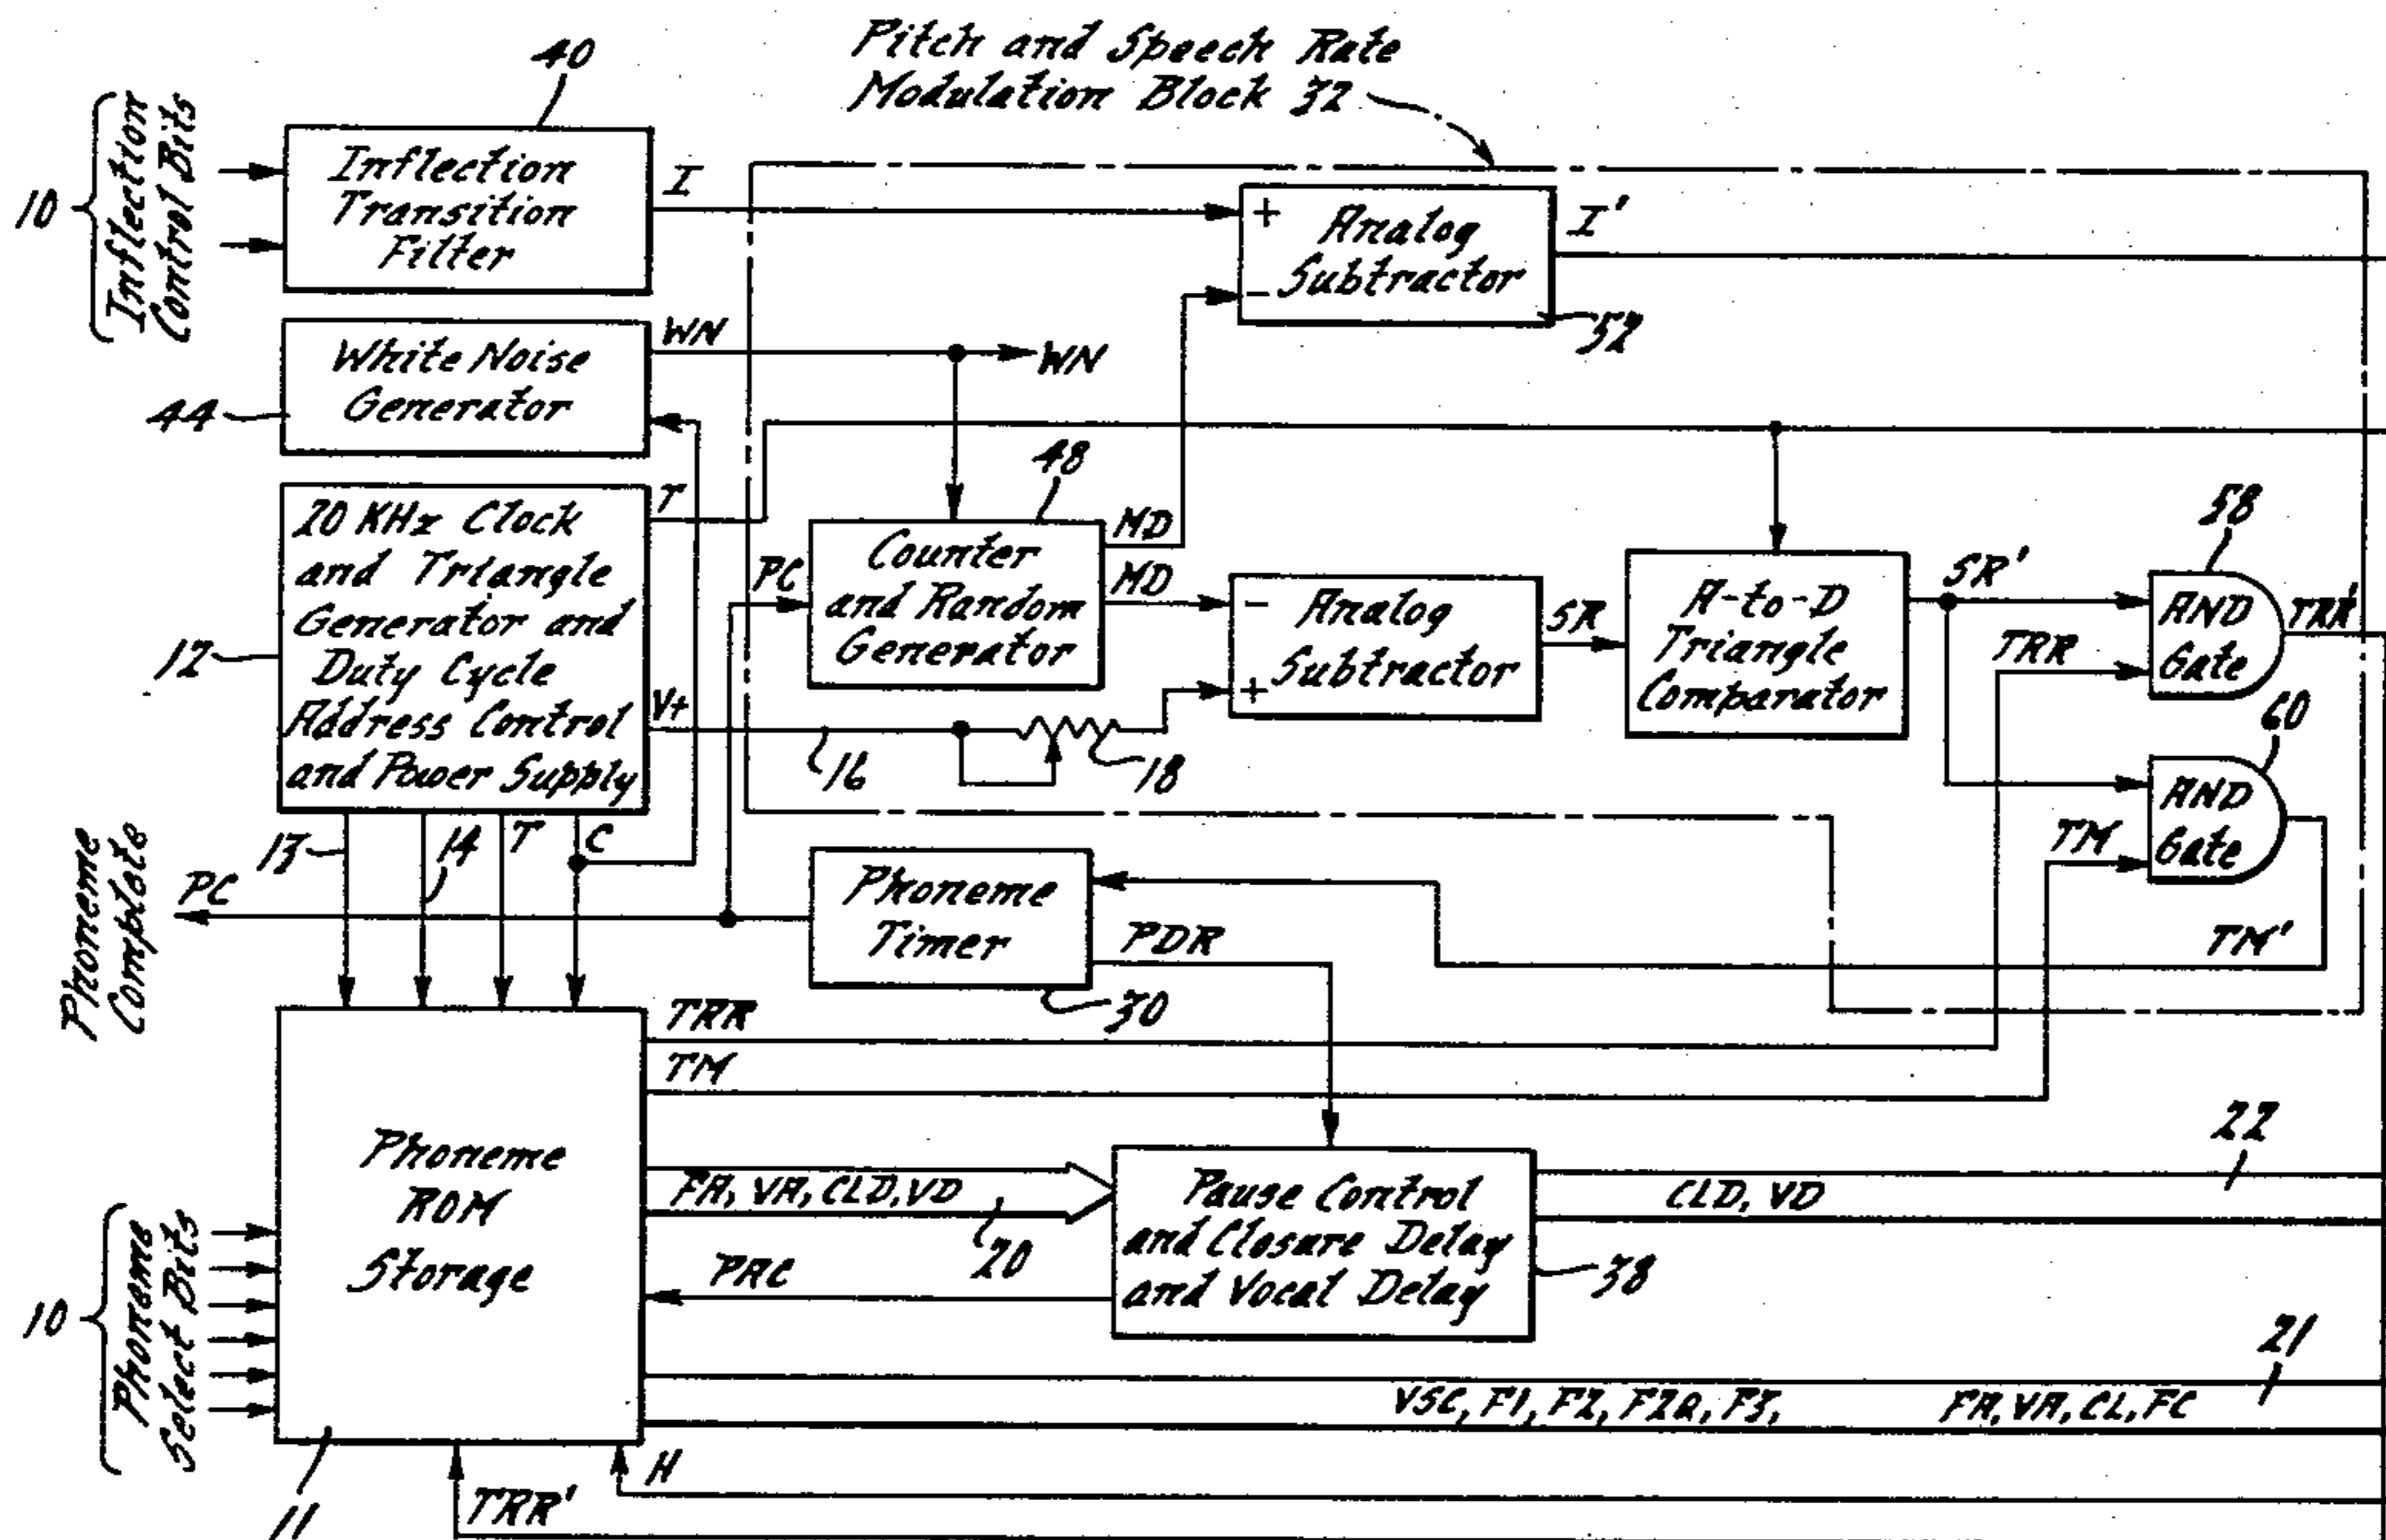 Pitch and Speech Rate
Modulation Block 32
40
10
Inflection
Control Bits
Inflection
Transition
Filter
I
+
-
Analog
Subtractor
I'
52
White Noise
Generator
44
WN
WN
20 KHz Clock
and Triangle
Generator and
Duty Cycle
Address Control
and Power Supply
12
T
V+
16
18
PC
48
Counter
and Random
Generator
MD
MD
-
+
Analog
Subtractor
SR
A-to-D
Triangle
Comparator
SR'
58
AND
Gate
TRR
TRR'
60
AND
Gate
TM
TM'
13
14
T
C
Phoneme
Complete
PC
Phoneme
Timer
PDR
30
TRR
TM
Phoneme
ROM
Storage
10
Phoneme
Select Bits
11
FA, VA, CLD, VD
20
PAC
Pause Control
and Closure Delay
and Vocal Delay
38
CLD, VD
22
21
VSC, F1, F2, F2Q, F3,
FA, VA, CL, FC
H
TRR'